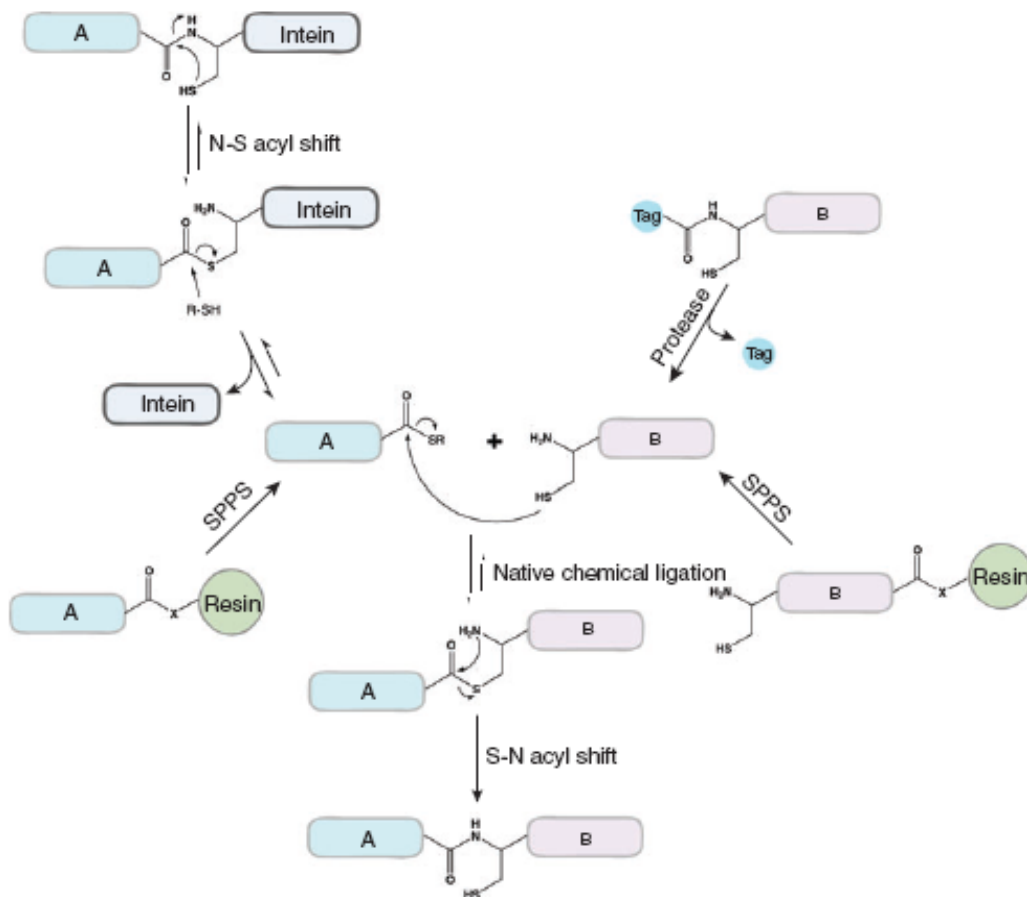 A
H
N
Intein
O
HS
N-S acyl shift
H₂N
Intein
O
A
S
R-SH
Tag
H
N
B
O
HS
Protease
Tag
Intein
A
O
SR
+
H₂N
B
HS
SPPS
SPPS
Native chemical ligation
A
O
X
Resin
H₂N
B
O
X
Resin
HS
H₂N
B
O
A
S
S-N acyl shift
A
H
N
B
O
HS